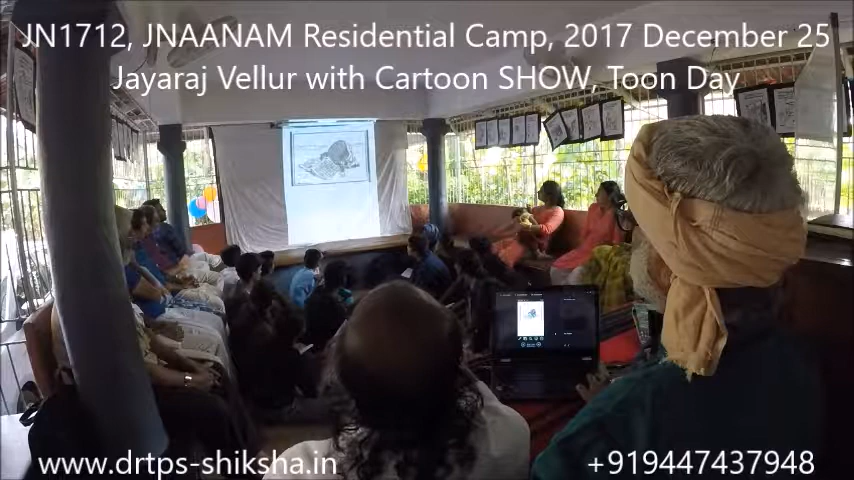 JN1712, JNAANAM Residential Camp, 2017 December 25
Jayaraj Vellur with Cartoon SHOW, Toon Day
www.drtps-shiksha.in
+919447437948